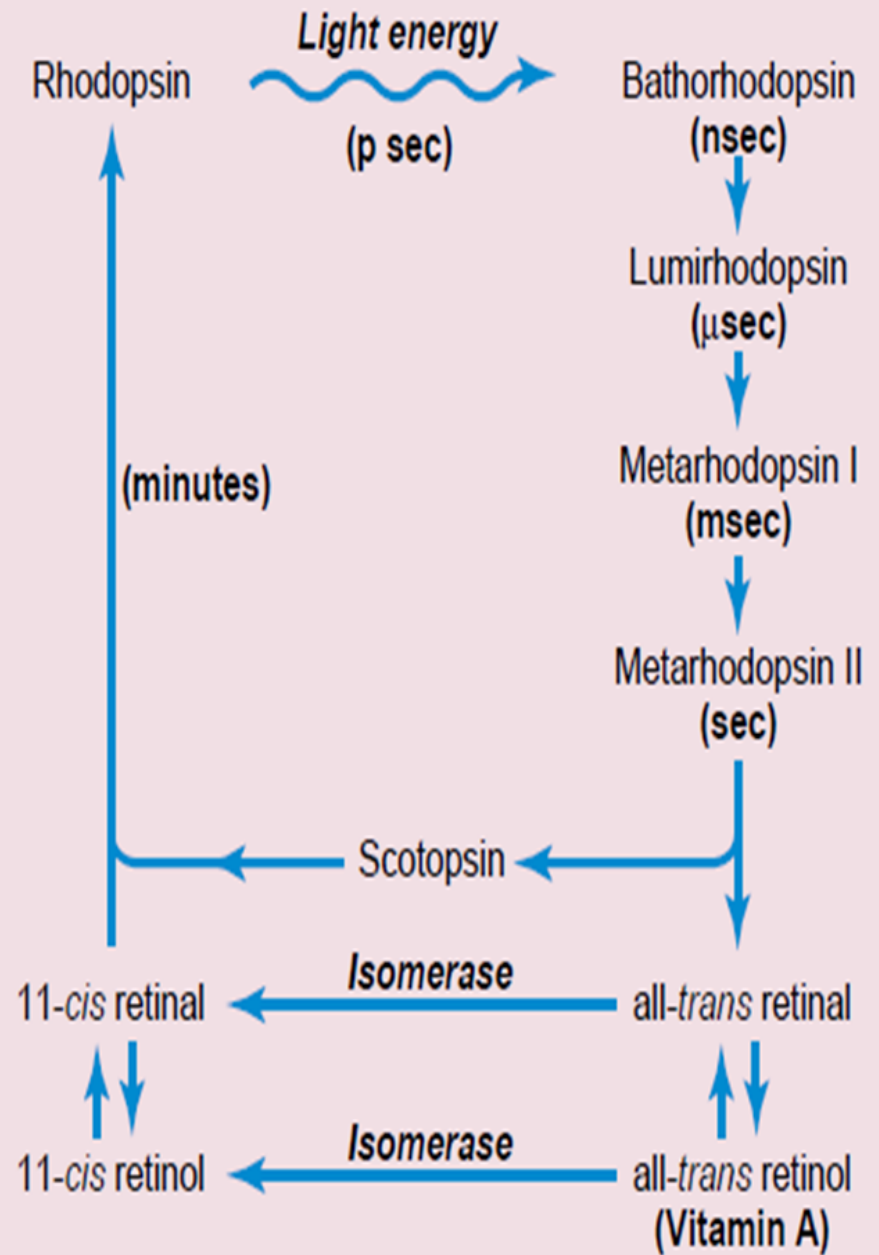 Light energy
Rhodopsin
Bathorhodopsin
(p sec)
(nsec)
Lumirhodopsin
(μsec)
Metarhodopsin I
(minutes)
(msec)
Metarhodopsin II
(sec)
Scotopsin
Isomerase
11-cis retinal
all-trans retinal
Isomerase
11-cis retinol
all-trans retinol
(Vitamin A)